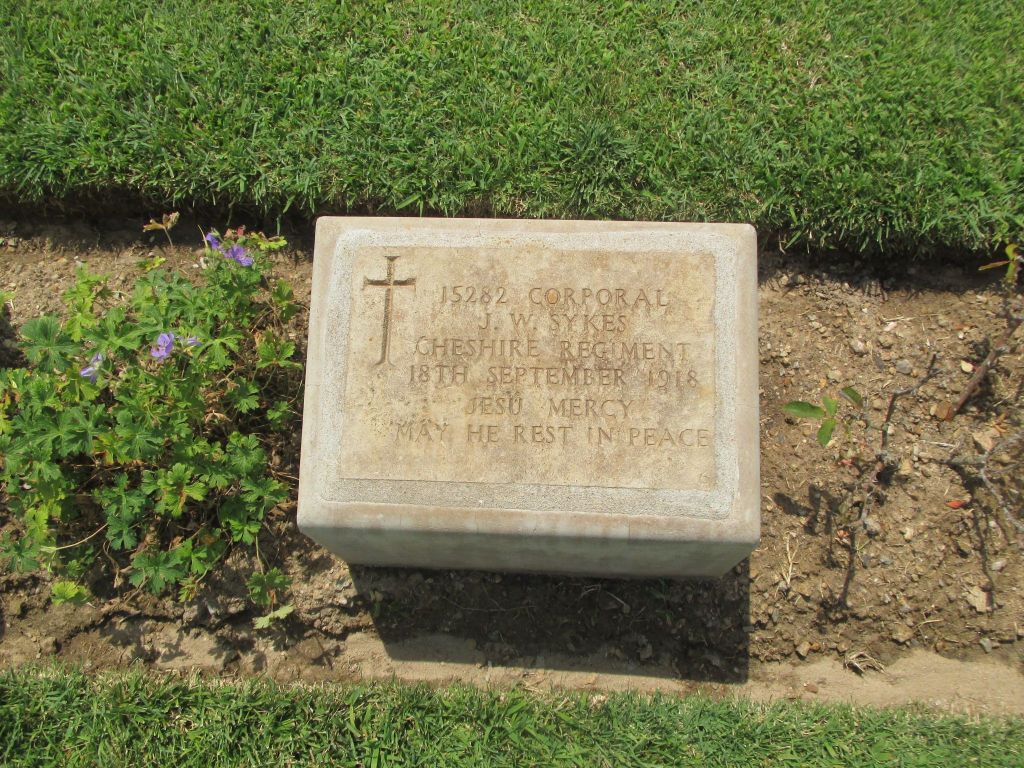 15282 CORPORAL
J. W. SYKES
CHESHIRE REGIMENT
18TH SEPTEMBER 1918
JESU MERCY
MAY HE REST IN PEACE